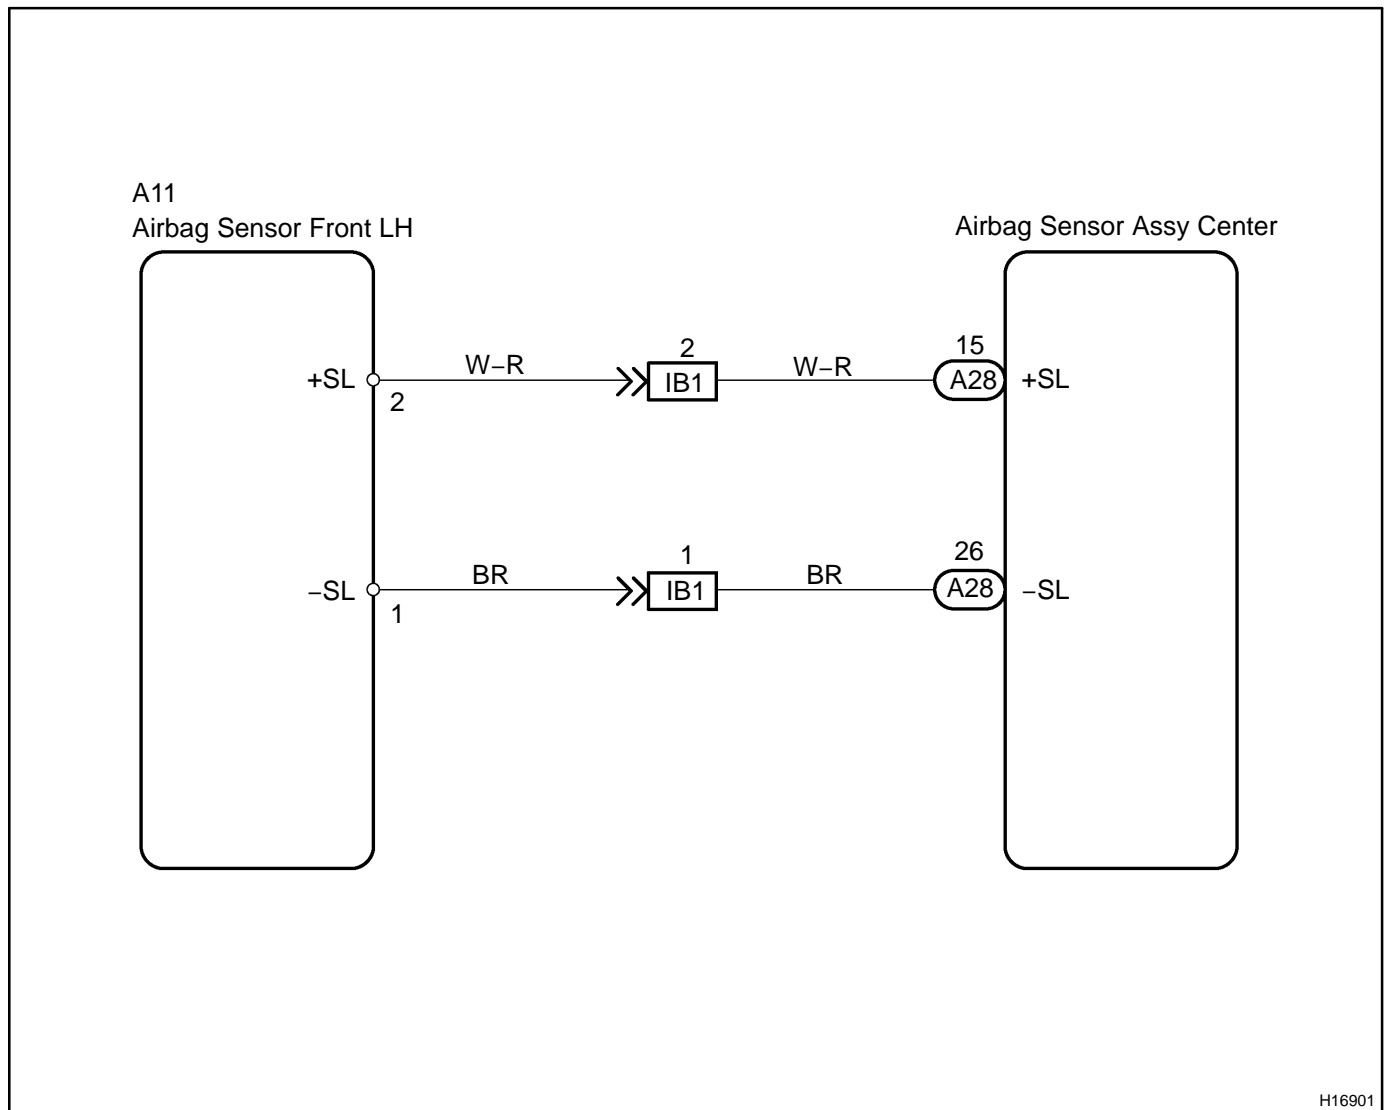 A11
Airbag Sensor Front LH
Airbag Sensor Assy Center
+SL
2
W−R
2
IB1
W−R
15
A28
+SL
−SL
1
BR
1
IB1
BR
26
A28
−SL
H16901